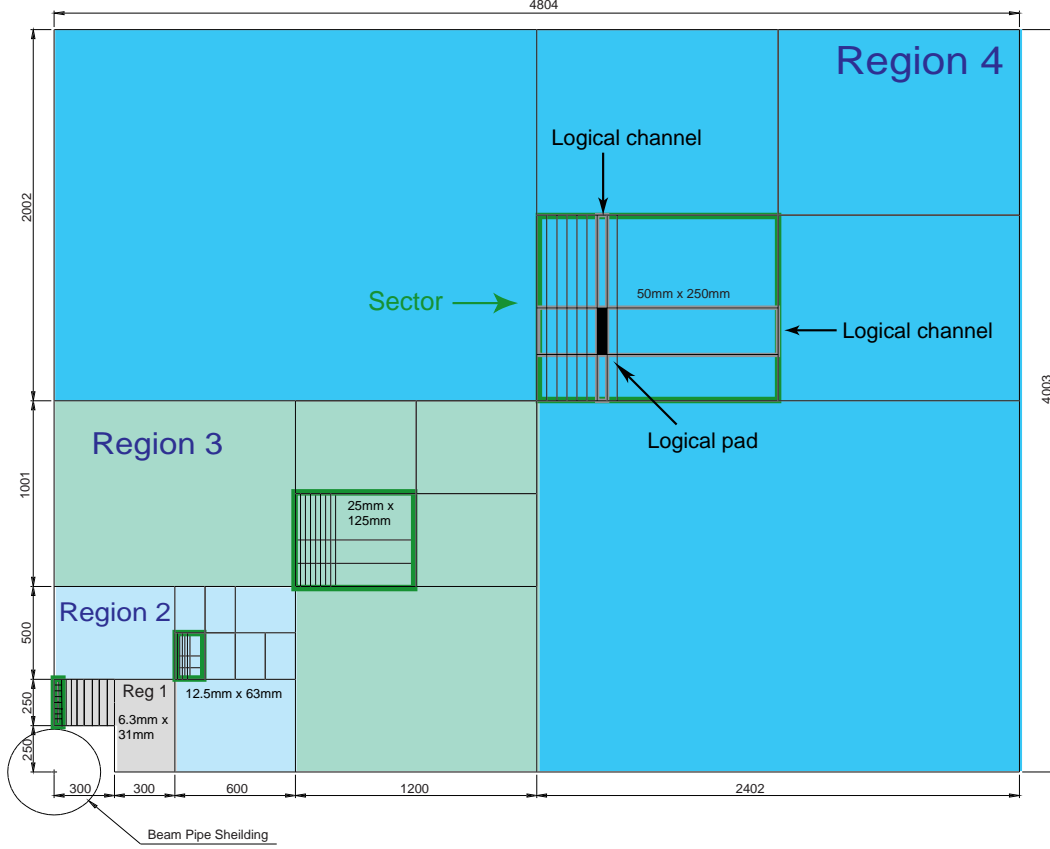 4804
Region 4
Logical channel
2002
50mm x 250mm
Sector
Logical channel
4003
Logical pad
Region 3
1001
25mm x
125mm
Region 2
500
Reg 1
12.5mm x 63mm
250
6.3mm x
31mm
250
300
300
600
1200
2402
Beam Pipe Sheilding